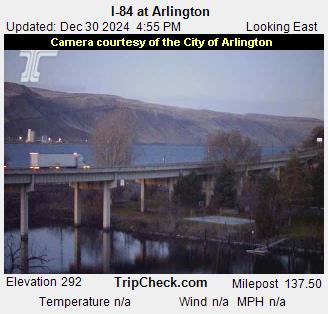 I-84 at Arlington
Updated: Dec 30 2024 4:55 PM Looking East
Camera courtesy of the City of Arlington
Elevation 292 TripCheck.com Milepost 137.50
Temperature n/a Wind n/a MPH n/a